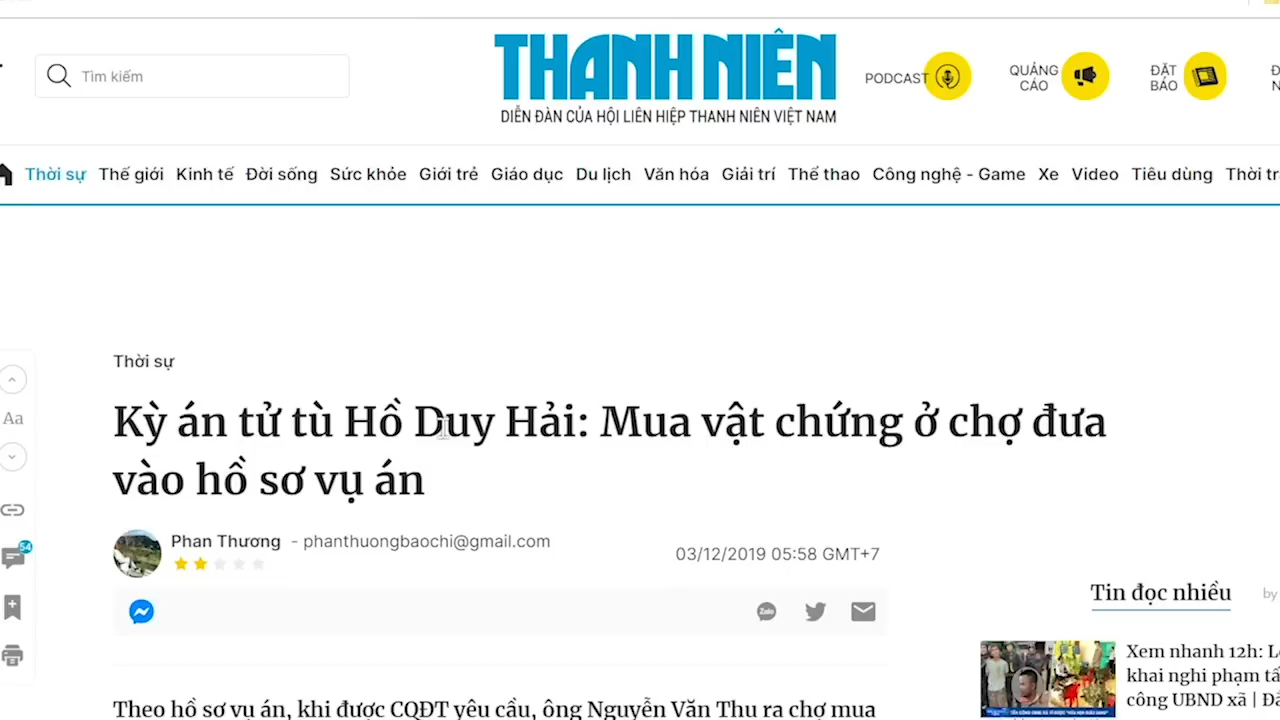 Tìm kiếm
THANH NIÊN
DIỄN ĐÀN CỦA HỘI LIÊN HIỆP THANH NIÊN VIỆT NAM
PODCAST
QUẢNG
CÁO
ĐẶT
BÁO
Thời sự Thế giới Kinh tế Đời sống Sức khỏe Giới trẻ Giáo dục Du lịch Văn hóa Giải trí Thể thao Công nghệ - Game Xe Video Tiêu dùng Thời
Thời sự
Aa
Kỳ án tử tù Hồ Duy Hải: Mua vật chứng ở chợ đưa
vào hồ sơ vụ án
Phan Thương - phanthuongbaochi@gmail.com
03/12/2019 05:58 GMT+7
54
Zalo
Tin đọc nhiều
by
Xem nhanh 12h:
khai nghi phạm
công UBND xã |
Theo hồ sơ vụ án, khi được CQĐT yêu cầu, ông Nguyễn Văn Thu ra chợ mua